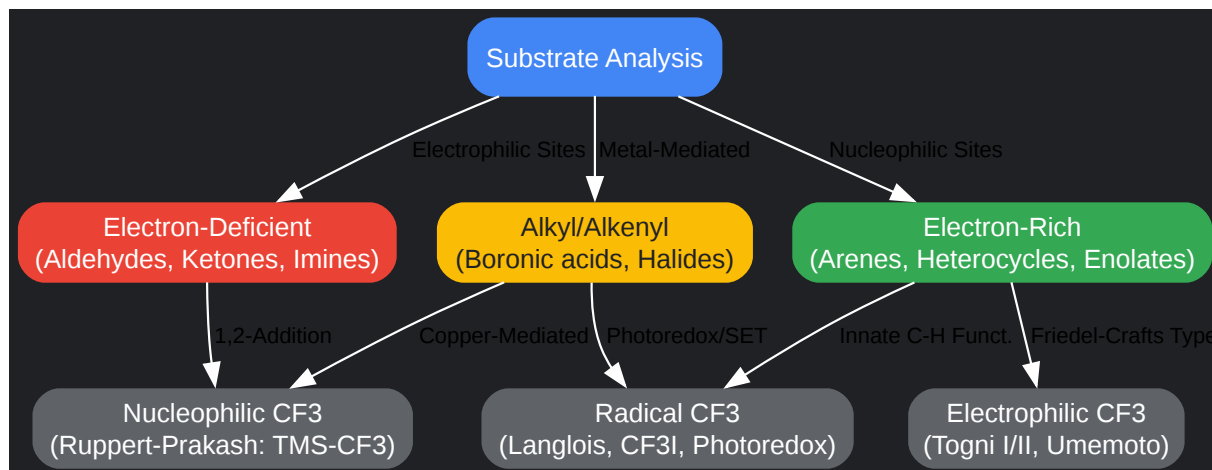 Substrate Analysis
Electrophilic Sites
Metal-Mediated
Nucleophilic Sites
Electron-Deficient
(Aldehydes, Ketones, Imines)
Alkyl/Alkenyl
(Boronic acids, Halides)
Electron-Rich
(Arenes, Heterocycles, Enolates)
1,2-Addition
Copper-Mediated
Photoredox/SET
Innate C-H Funct.
Friedel-Crafts Type
Nucleophilic CF3
(Ruppert-Prakash: TMS-CF3)
Radical CF3
(Langlois, CF3I, Photoredox)
Electrophilic CF3
(Togni I/II, Umemoto)